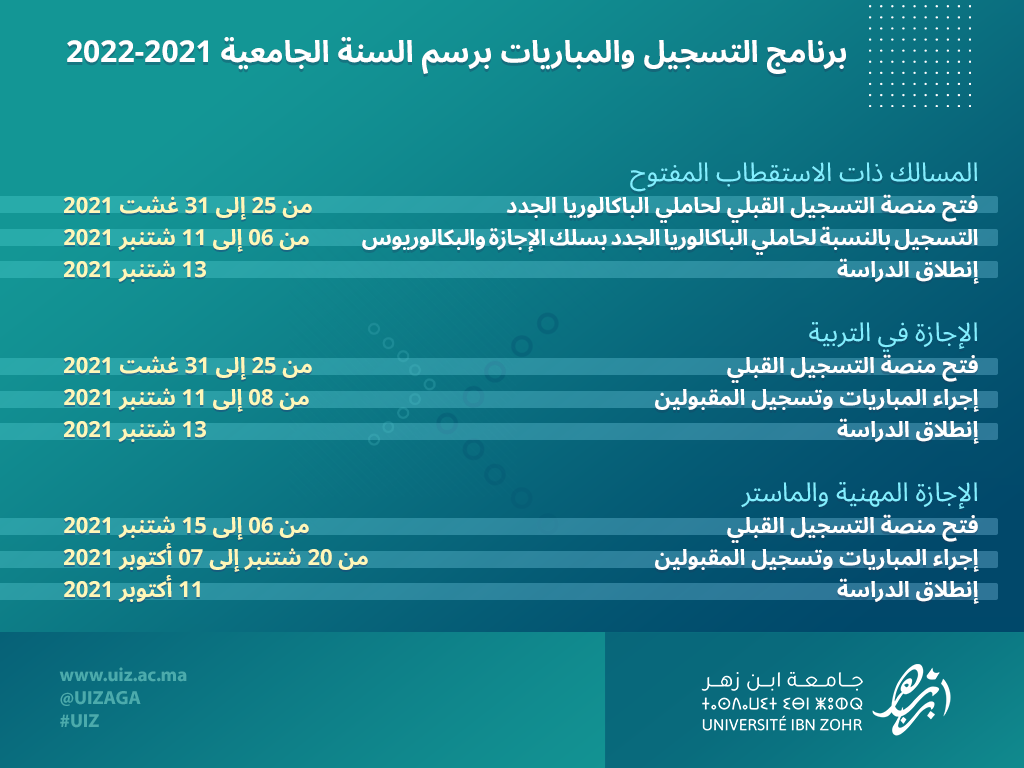 برنامج التسجيل والمباريات برسم السنة الجامعية 2021-2022
المسالك ذات الاستقطاب المفتوح
فتح منصة التسجيل القبلي لحاملي الباكالوريا الجدد من 25 إلى 31 غشت 2021
التسجيل بالنسبة لحاملي الباكالوريا الجدد بسلك الإجازة والبكالوريوس من 06 إلى 11 شتنبر 2021
إنطلاق الدراسة 13 شتنبر 2021
الإجازة في التربية
فتح منصة التسجيل القبلي من 25 إلى 31 غشت 2021
إجراء المباريات وتسجيل المقبولين من 08 إلى 11 شتنبر 2021
إنطلاق الدراسة 13 شتنبر 2021
الإجازة المهنية والماستر
فتح منصة التسجيل القبلي من 06 إلى 15 شتنبر 2021
إجراء المباريات وتسجيل المقبولين من 20 شتنبر إلى 07 أكتوبر 2021
إنطلاق الدراسة 11 أكتوبر 2021
جامعة ابن زهر
ⵜⴰⵙⴷⴰⵡⵉⵜ ⵉⴱⵏ ⵣⵓⵀⵕ
UNIVERSITÉ IBN ZOHR
www.uiz.ac.ma
@UIZAGA
#UIZ